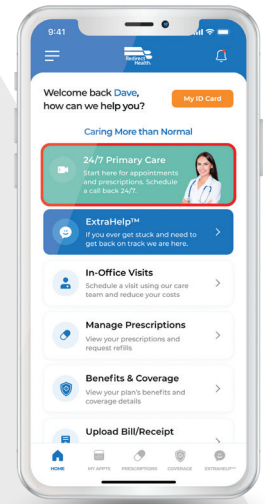 9:41
Redirect
Health
Welcome back Dave,
how can we help you?
My ID Card
Caring More than Normal
24/7 Primary Care
Start here for appointments
and prescriptions. Schedule
a call back 24/7.
ExtraHelp™
If you ever get stuck and need to
get back on track we are here.
In-Office Visits
Schedule a visit using our care
team and reduce your costs
Manage Prescriptions
View your prescriptions and
request refills
Benefits & Coverage
View your plan's benefits and
coverage details
Upload Bill/Receipt
HOME
MY APPTS
PRESCRIPTIONS
COVERAGE
EXTRAHELP™